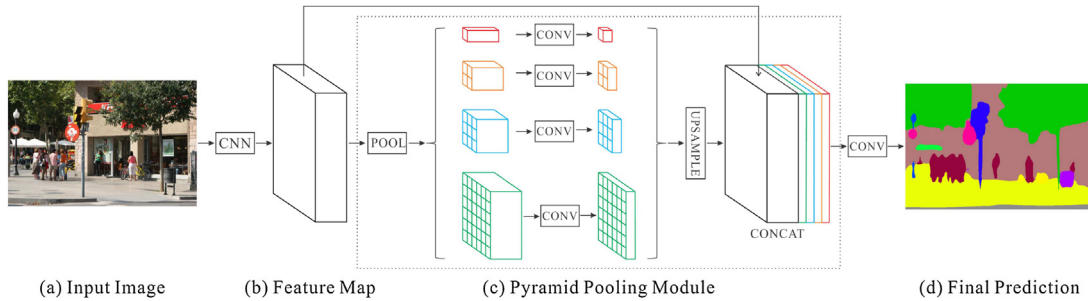 CNN
POOL
CONV
CONV
CONV
CONV
UPSAMPLE
CONCAT
CONV
(a) Input Image
(b) Feature Map
(c) Pyramid Pooling Module
(d) Final Prediction